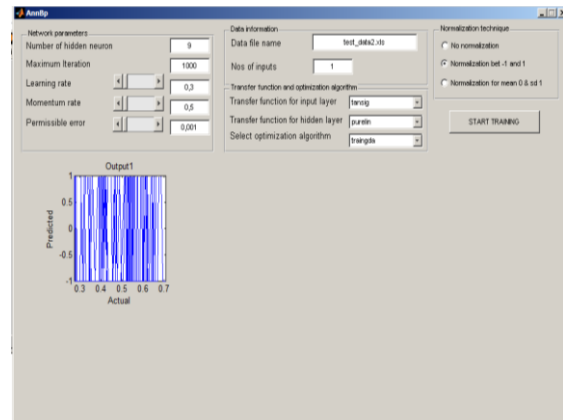 AnnBp
Network parameters
Number of hidden neuron 9
Maximum Iteration 1000
Learning rate 0,3
Momentum rate 0,5
Permissible error 0,001
Data information
Data file name test_data2.xls
Nos of inputs 1
Transfer function and optimization algorithm
Transfer function for input layer tansig
Transfer function for hidden layer purelin
Select optimization algorithm traingda
Normalization technique
No normalization
Normalization bet -1 and 1
Normalization for mean 0 & sd 1
START TRAINING
Output1
1
0.5
0
-0.5
-1
Predicted
0.3 0.4 0.5 0.6 0.7
Actual